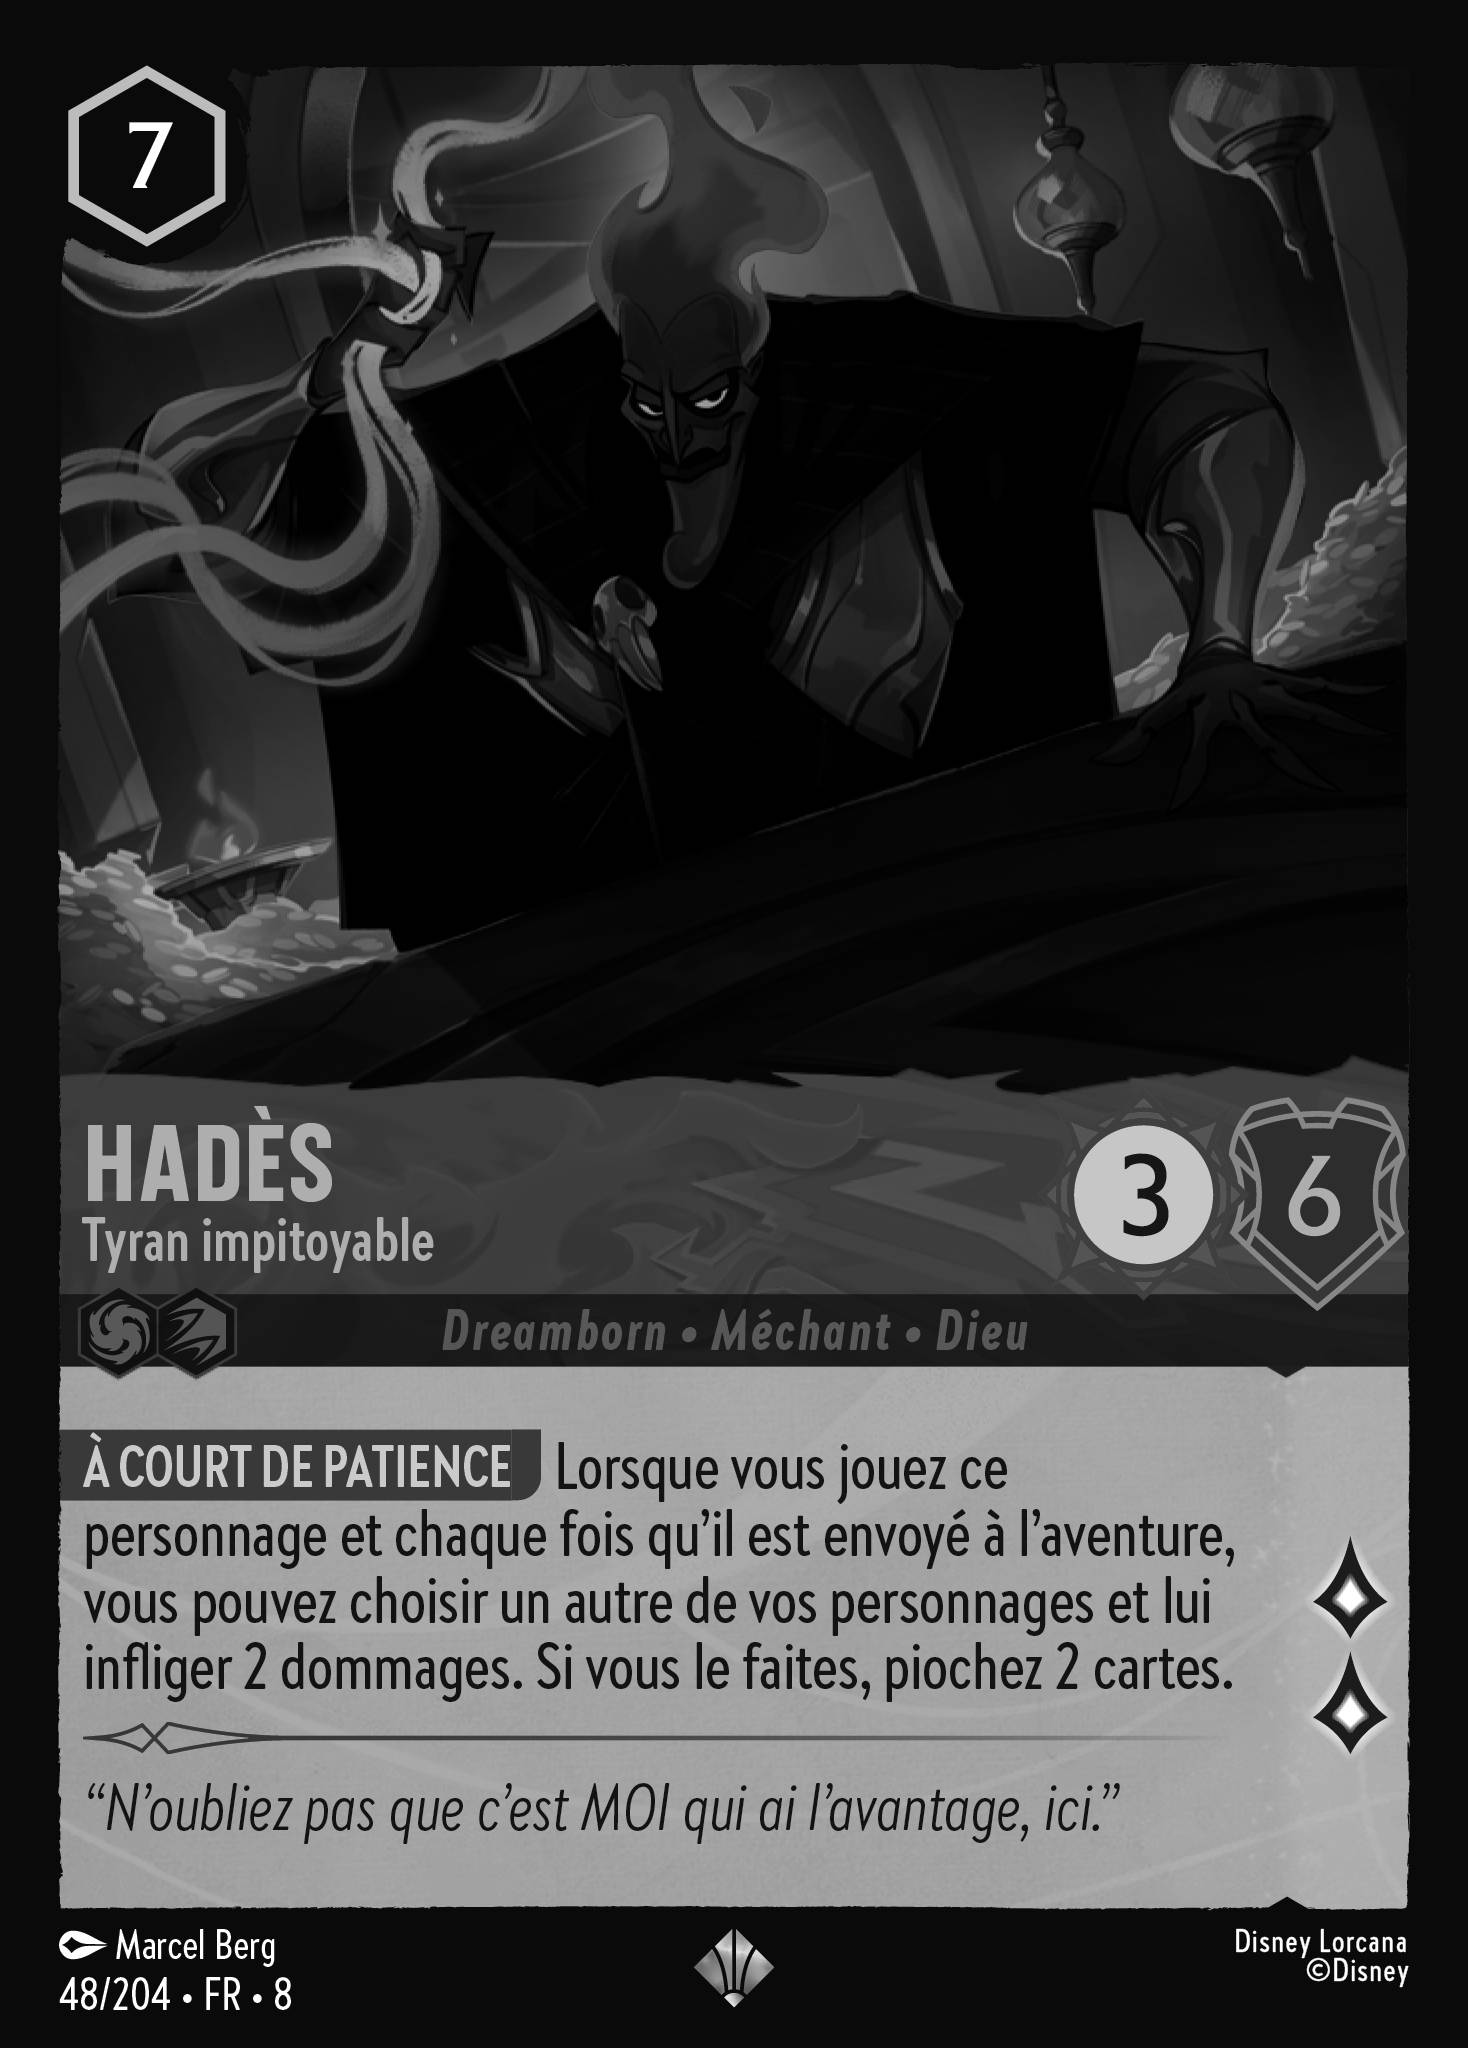 7
HADÈS
Tyran impitoyable
3
6
Dreamborn • Méchant • Dieu
À COURT DE PATIENCE Lorsque vous jouez ce
personnage et chaque fois qu’il est envoyé à l’aventure,
vous pouvez choisir un autre de vos personnages et lui
infliger 2 dommages. Si vous le faites, piochez 2 cartes.
“N’oubliez pas que c’est MOI qui ai l’avantage, ici.”
Marcel Berg
48/204 • FR • 8
Disney Lorcana
©Disney